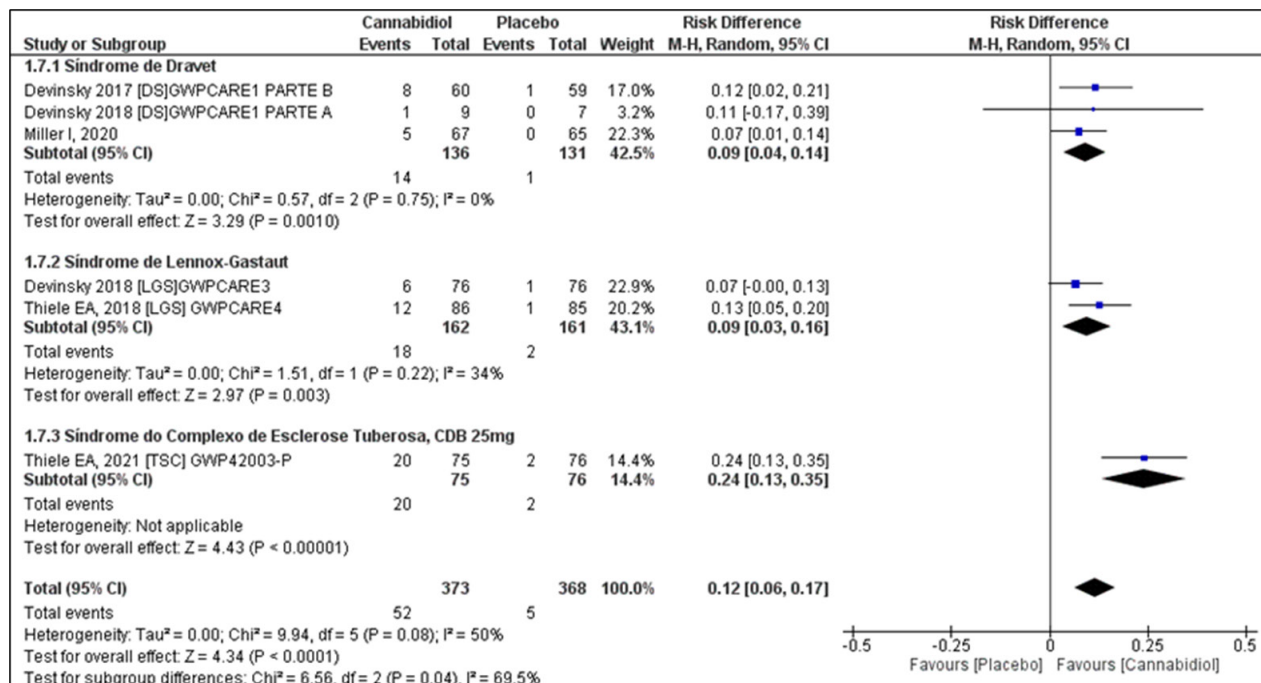 Cannabidiol Placebo Risk Difference Risk Difference
Study or Subgroup Events Total Events Total Weight M-H, Random, 95% CI M-H, Random, 95% CI
1.7.1 Síndrome de Dravet
Devinsky 2017 [DS]GWPCARE1 PARTE B 8 60 1 59 17.0% 0.12 [0.02, 0.21]
Devinsky 2018 [DS]GWPCARE1 PARTE A 1 9 0 7 3.2% 0.11 [-0.17, 0.39]
Miller I, 2020 5 67 0 65 22.3% 0.07 [0.01, 0.14]
Subtotal (95% CI) 136 131 42.5% 0.09 [0.04, 0.14]
Total events 14 1
Heterogeneity: Tau² = 0.00; Chi² = 0.57, df = 2 (P = 0.75); I² = 0%
Test for overall effect: Z = 3.29 (P = 0.0010)
1.7.2 Síndrome de Lennox-Gastaut
Devinsky 2018 [LGS]GWPCARE3 6 76 1 76 22.9% 0.07 [-0.00, 0.13]
Thiele EA, 2018 [LGS] GWPCARE4 12 86 1 85 20.2% 0.13 [0.05, 0.20]
Subtotal (95% CI) 162 161 43.1% 0.09 [0.03, 0.16]
Total events 18 2
Heterogeneity: Tau² = 0.00; Chi² = 1.51, df = 1 (P = 0.22); I² = 34%
Test for overall effect: Z = 2.97 (P = 0.003)
1.7.3 Síndrome do Complexo de Esclerose Tuberosa, CDB 25mg
Thiele EA, 2021 [TSC] GWP42003-P 20 75 2 76 14.4% 0.24 [0.13, 0.35]
Subtotal (95% CI) 75 76 14.4% 0.24 [0.13, 0.35]
Total events 20 2
Heterogeneity: Not applicable
Test for overall effect: Z = 4.43 (P < 0.00001)
Total (95% CI) 373 368 100.0% 0.12 [0.06, 0.17]
Total events 52 5
Heterogeneity: Tau² = 0.00; Chi² = 9.94, df = 5 (P = 0.08); I² = 50%
Test for overall effect: Z = 4.34 (P < 0.0001)
Test for subgroup differences: Chi² = 6.56, df = 2 (P = 0.04), I² = 69.5%
-0.5 -0.25 0 0.25 0.5
Favours [Placebo] Favours [Cannabidiol]